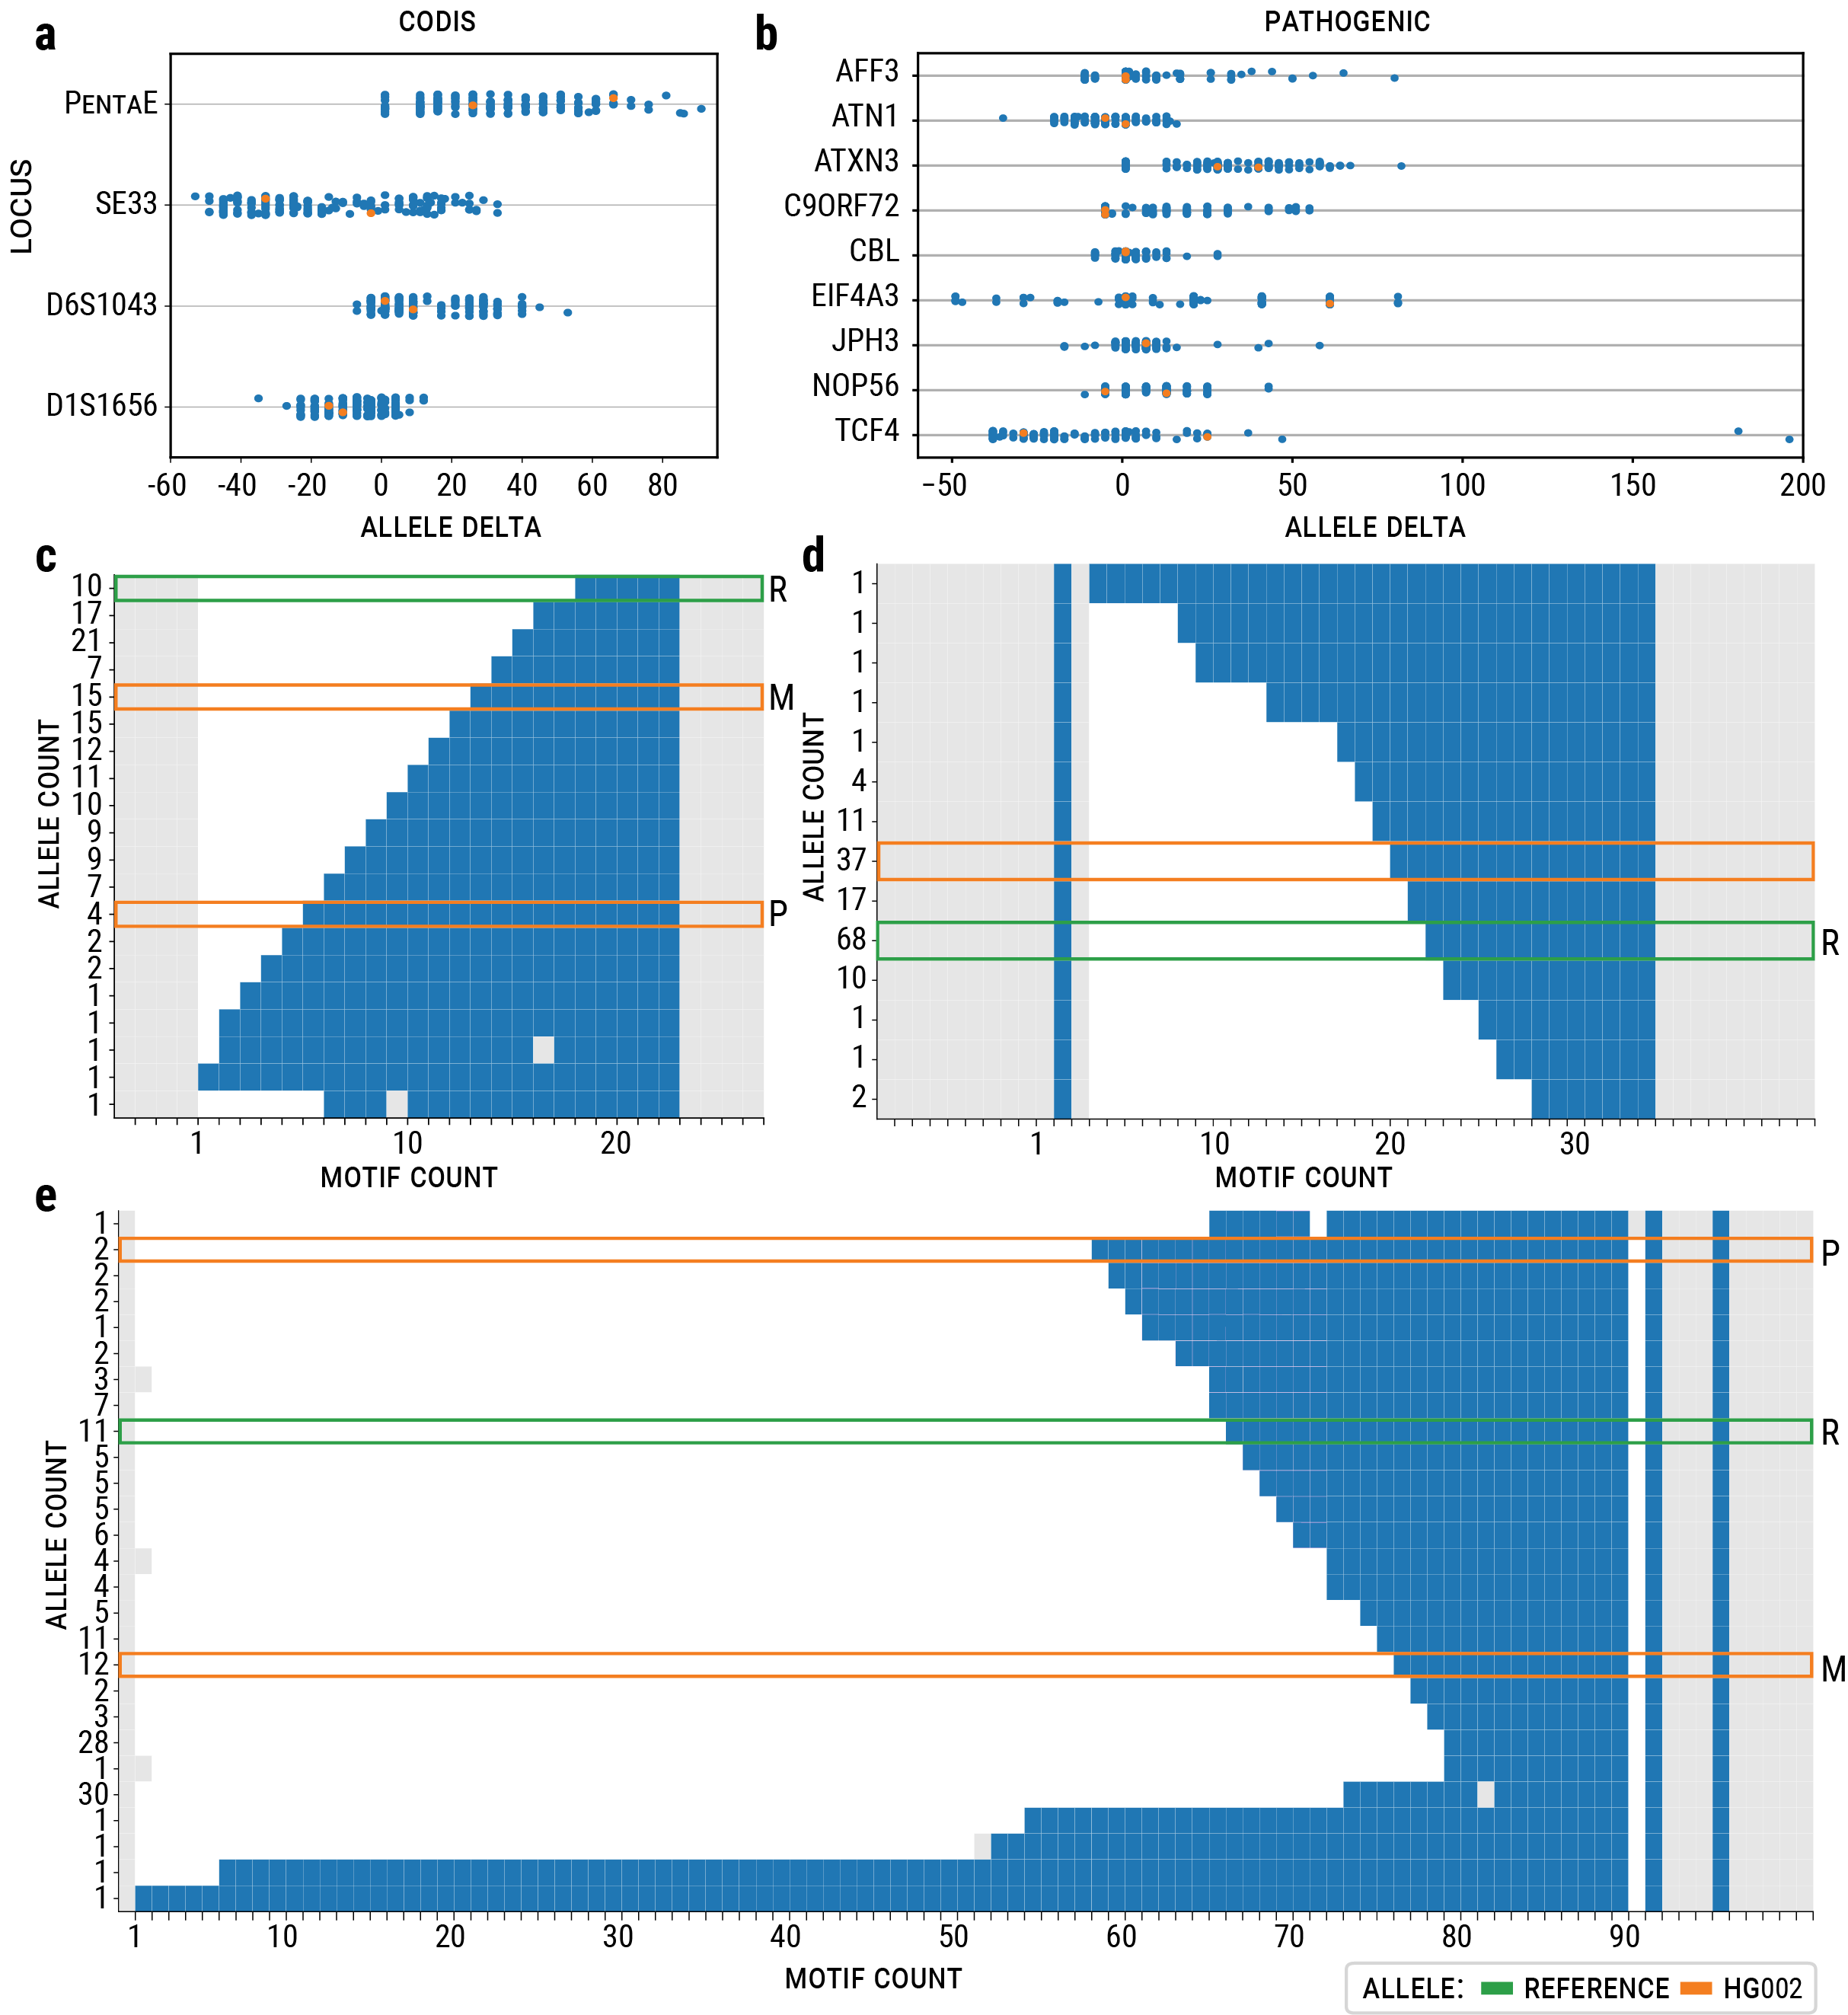 a
CODIS
b
PATHOGENIC
LOCUS
PENTAE
SE33
D6S1043
D1S1656
-60 -40 -20 0 20 40 60 80
ALLELE DELTA
AFF3
ATN1
ATXN3
C9ORF72
CBL
EIF4A3
JPH3
NOP56
TCF4
−50 0 50 100 150 200
ALLELE DELTA
c
ALLELE COUNT
10 R
17
21
7
15 M
15
12
11
10
9
9
7
4 P
2
2
1
1
1
1
1
1 10 20
MOTIF COUNT
d
ALLELE COUNT
1
1
1
1
1
4
11
37
17
68 R
10
1
1
2
1 10 20 30
MOTIF COUNT
e
ALLELE COUNT
1
2 P
2
2
1
2
3
7
11 R
5
5
5
6
4
4
5
11
12 M
2
3
28
1
30
1
1
1
1
1 10 20 30 40 50 60 70 80 90
MOTIF COUNT
ALLELE: REFERENCE HG002